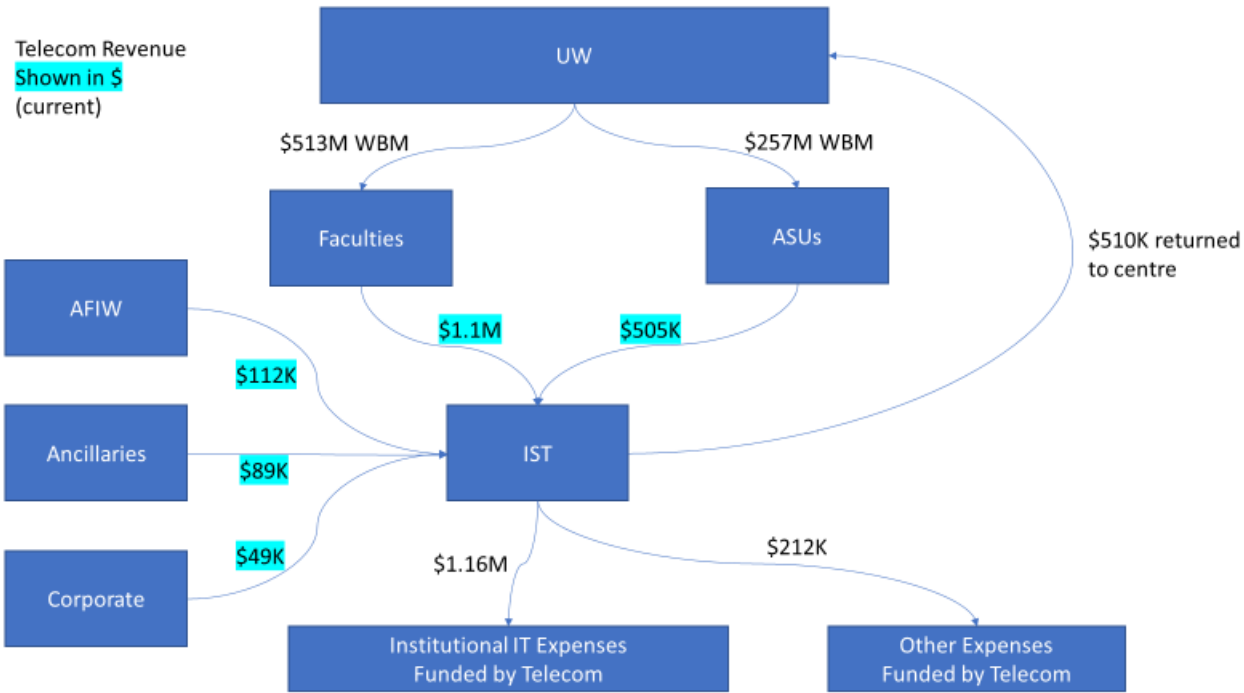 Telecom Revenue
Shown in $
(current)
UW
$513M WBM
$257M WBM
Faculties
ASUs
$510K returned
to centre
AFIW
$1.1M
$505K
$112K
Ancillaries
$89K
IST
$49K
$1.16M
$212K
Corporate
Institutional IT Expenses
Funded by Telecom
Other Expenses
Funded by Telecom